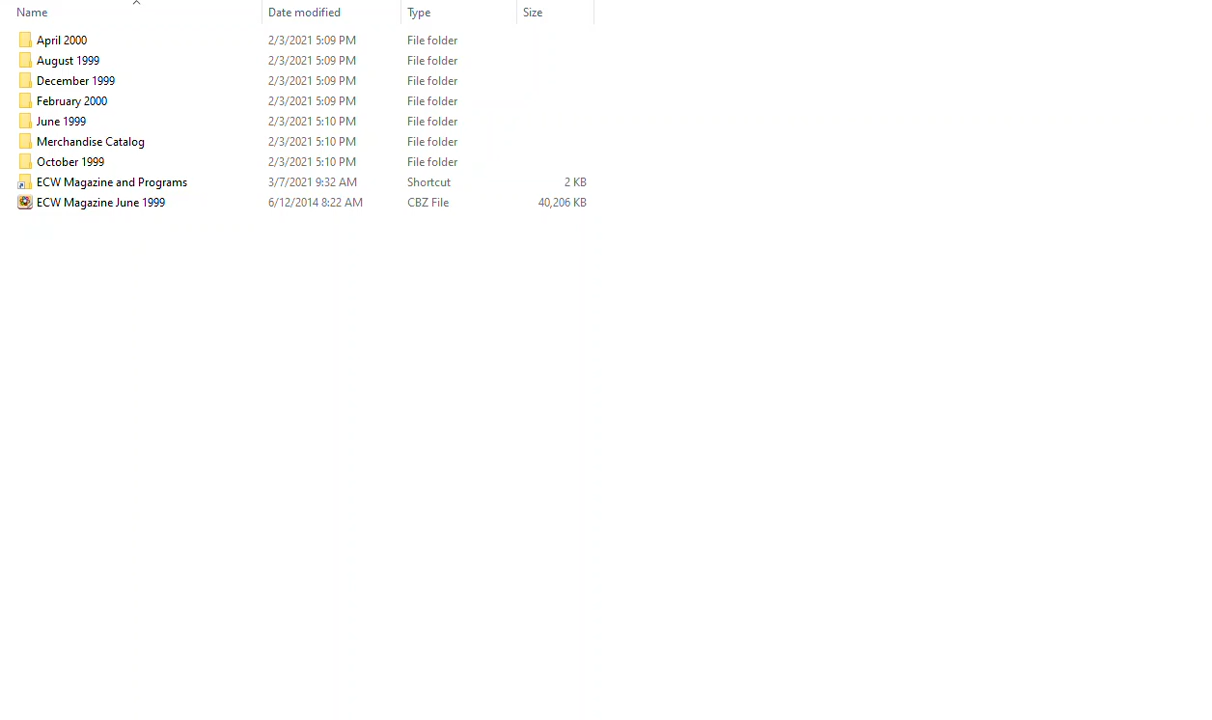 Name Date modified Type Size
April 2000 2/3/2021 5:09 PM File folder
August 1999 2/3/2021 5:09 PM File folder
December 1999 2/3/2021 5:09 PM File folder
February 2000 2/3/2021 5:09 PM File folder
June 1999 2/3/2021 5:10 PM File folder
Merchandise Catalog 2/3/2021 5:10 PM File folder
October 1999 2/3/2021 5:10 PM File folder
ECW Magazine and Programs 3/7/2021 9:32 AM Shortcut 2 KB
ECW Magazine June 1999 6/12/2014 8:22 AM CBZ File 40,206 KB